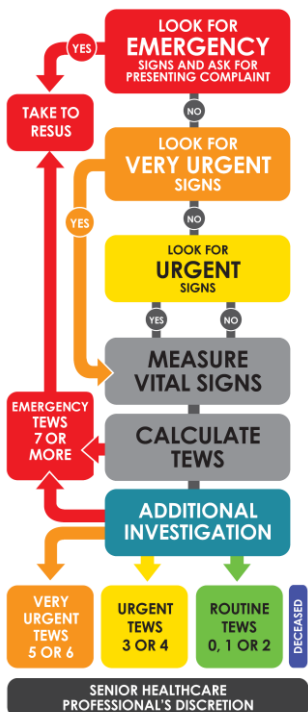 LOOK FOR
EMERGENCY
SIGNS AND ASK FOR
PRESENTING COMPLAINT
YES
TAKE TO
RESUS
NO
LOOK FOR
VERY URGENT
SIGNS
YES
NO
LOOK FOR
URGENT
SIGNS
YES
NO
MEASURE
VITAL SIGNS
EMERGENCY
TEWS
7 OR
MORE
CALCULATE
TEWS
ADDITIONAL
INVESTIGATION
VERY
URGENT
TEWS
5 OR 6
URGENT
TEWS
3 OR 4
ROUTINE
TEWS
0, 1 OR 2
DECEASED
SENIOR HEALTHCARE
PROFESSIONAL'S DISCRETION